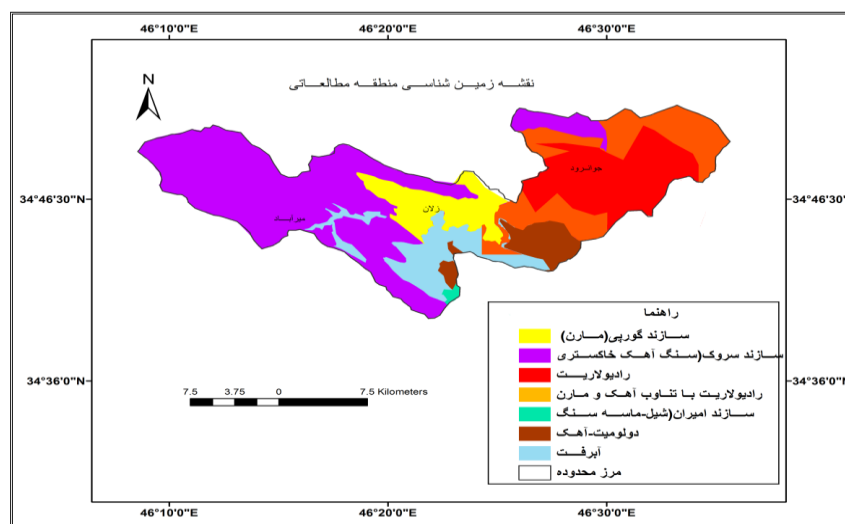 46°10'0"E 46°20'0"E 46°30'0"E
N
نقشه زمین شناسی منطقه مطالعاتی
جوانرود
34°46'30"N 34°46'30"N
زلان
میراباد
راهنما
سازند گورپی(مارن)
سازند سروک(سنگ آهک خاکستری
رادیولاریت
34°36'0"N 34°36'0"N
رادیولاریت با تناوب آهک و مارن
7.5 3.75 0 7.5 Kilometers
سازند امیران(شیل-ماسه سنگ
دولومیت-آهک
آبرفت
مرز محدوده
46°10'0"E 46°20'0"E 46°30'0"E